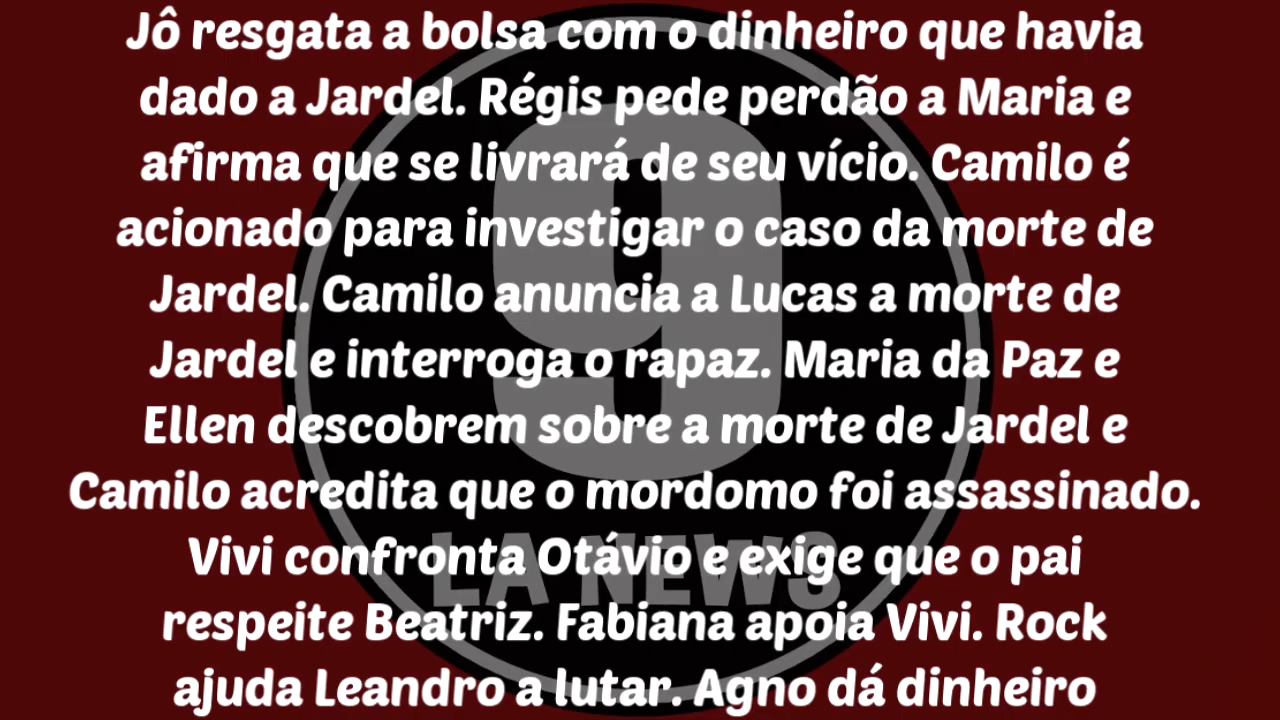 Jô resgata a bolsa com o dinheiro que havia
dado a Jardel. Régis pede perdão a Maria e
afirma que se livrará de seu vício. Camilo é
acionado para investigar o caso da morte de
Jardel. Camilo anuncia a Lucas a morte de
Jardel e interroga o rapaz. Maria da Paz e
Ellen descobrem sobre a morte de Jardel e
Camilo acredita que o mordomo foi assassinado.
Vivi confronta Otávio e exige que o pai
respeite Beatriz. Fabiana apoia Vivi. Rock
ajuda Leandro a lutar. Agno dá dinheiro
9
LA NEWS